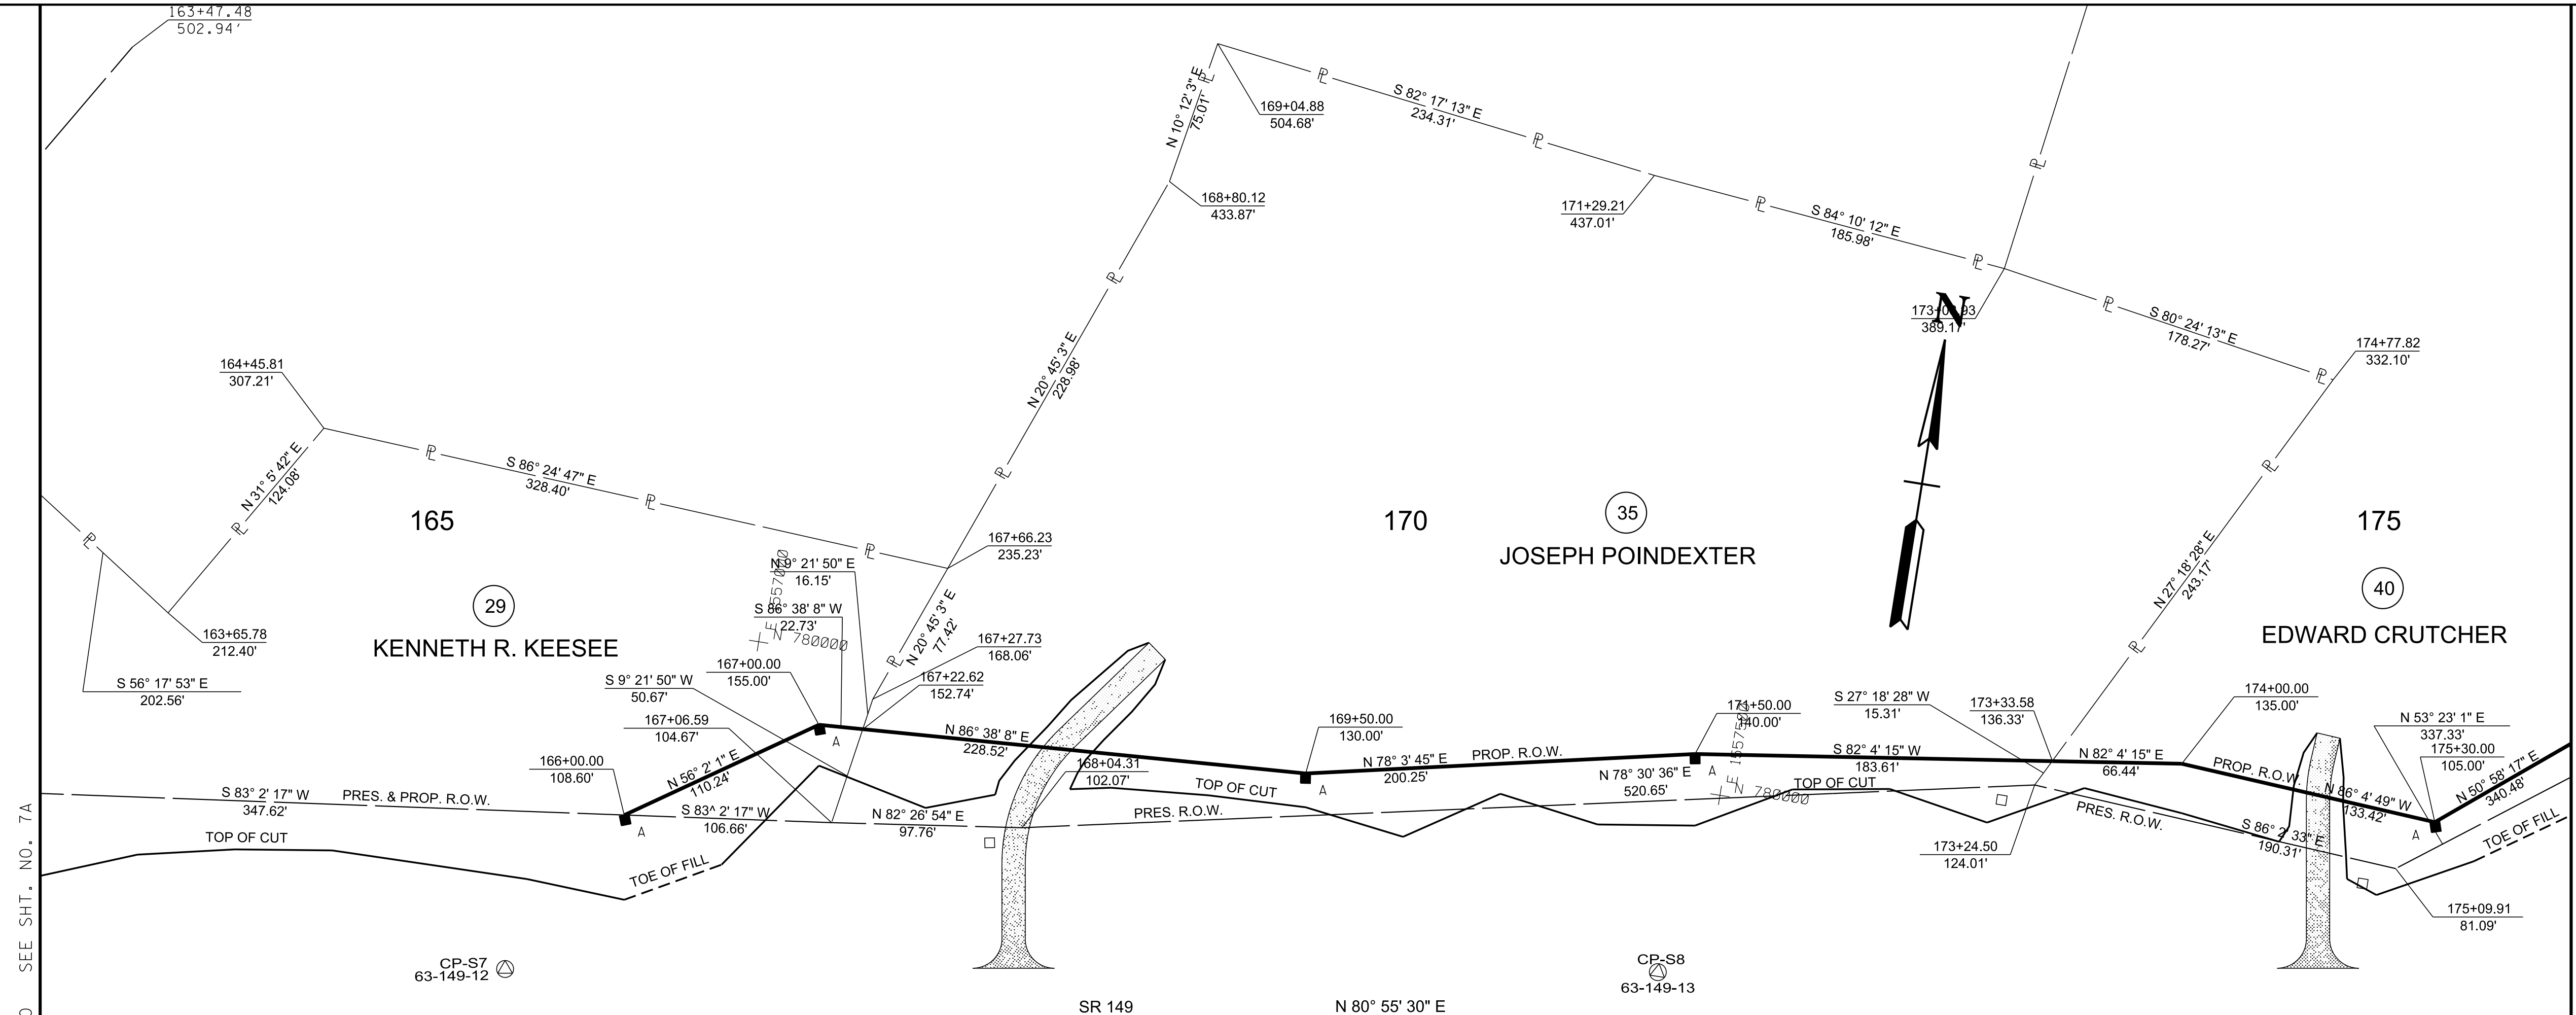 163+47.48
502.94'
N 10° 12' 3" E
75.01'
169+04.88
504.68'
S 82° 17' 13" E
234.31'
168+80.12
433.87'
171+29.21
437.01'
S 84° 10' 12" E
185.98'
N
389.17'
S 80° 24' 13" E
178.27'
174+77.82
332.10'
164+45.81
307.21'
N 20° 45' 3" E
228.98'
N 31° 5' 42" E
124.08'
S 86° 24' 47" E
328.40'
165
170
35
JOSEPH POINDEXTER
175
167+66.23
235.23'
N 9° 21' 50" E
16.15'
N 27° 18' 28" E
243.17'
40
EDWARD CRUTCHER
29
KENNETH R. KEESEE
163+65.78
212.40'
S 86° 38' 8" W
22.73'
N 780000
N 20° 45' 3" E
77.42'
167+27.73
168.06'
S 56° 17' 53" E
202.56'
S 9° 21' 50" W
50.67'
167+00.00
155.00'
167+22.62
152.74'
167+06.59
104.67'
166+00.00
108.60'
N 56° 2' 1" E
110.24'
A
A
N 86° 38' 8" E
228.52'
168+04.31
102.07'
169+50.00
130.00'
A
N 78° 3' 45" E
200.25'
PROP. R.O.W.
171+50.00
140.00'
A
E 1557500
N 780000
S 27° 18' 28" W
15.31'
173+33.58
136.33'
S 82° 4' 15" W
183.61'
N 82° 4' 15" E
66.44'
174+00.00
135.00'
PROP. R.O.W.
N 53° 23' 1" E
337.33'
175+30.00
105.00'
N 86° 4' 49" W
133.42'
A
N 50° 58' 17" E
340.48'
S 83° 2' 17" W
347.62'
PRES. & PROP. R.O.W.
S 83^ 2' 17" W
106.66'
N 82° 26' 54" E
97.76'
TOP OF CUT
PRES. R.O.W.
N 78° 30' 36" E
520.65'
TOP OF CUT
PRES. R.O.W.
190.31'
TOE OF FILL
TOP OF CUT
TOE OF FILL
173+24.50
124.01'
175+09.91
81.09'
SEE SHT. NO. 7A
CP-S7
63-149-12
CP-S8
63-149-13
SR 149
N 80° 55' 30" E